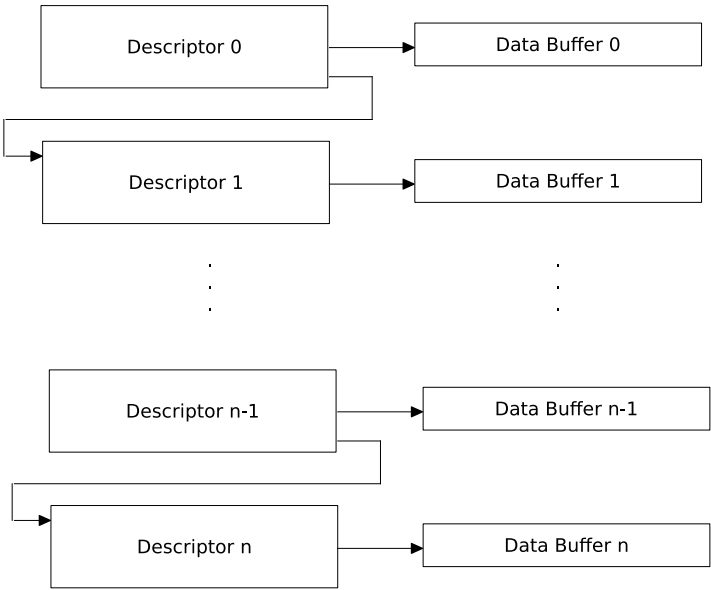 Descriptor 0
Data Buffer 0
Descriptor 1
Data Buffer 1
Descriptor n-1
Data Buffer n-1
Descriptor n
Data Buffer n